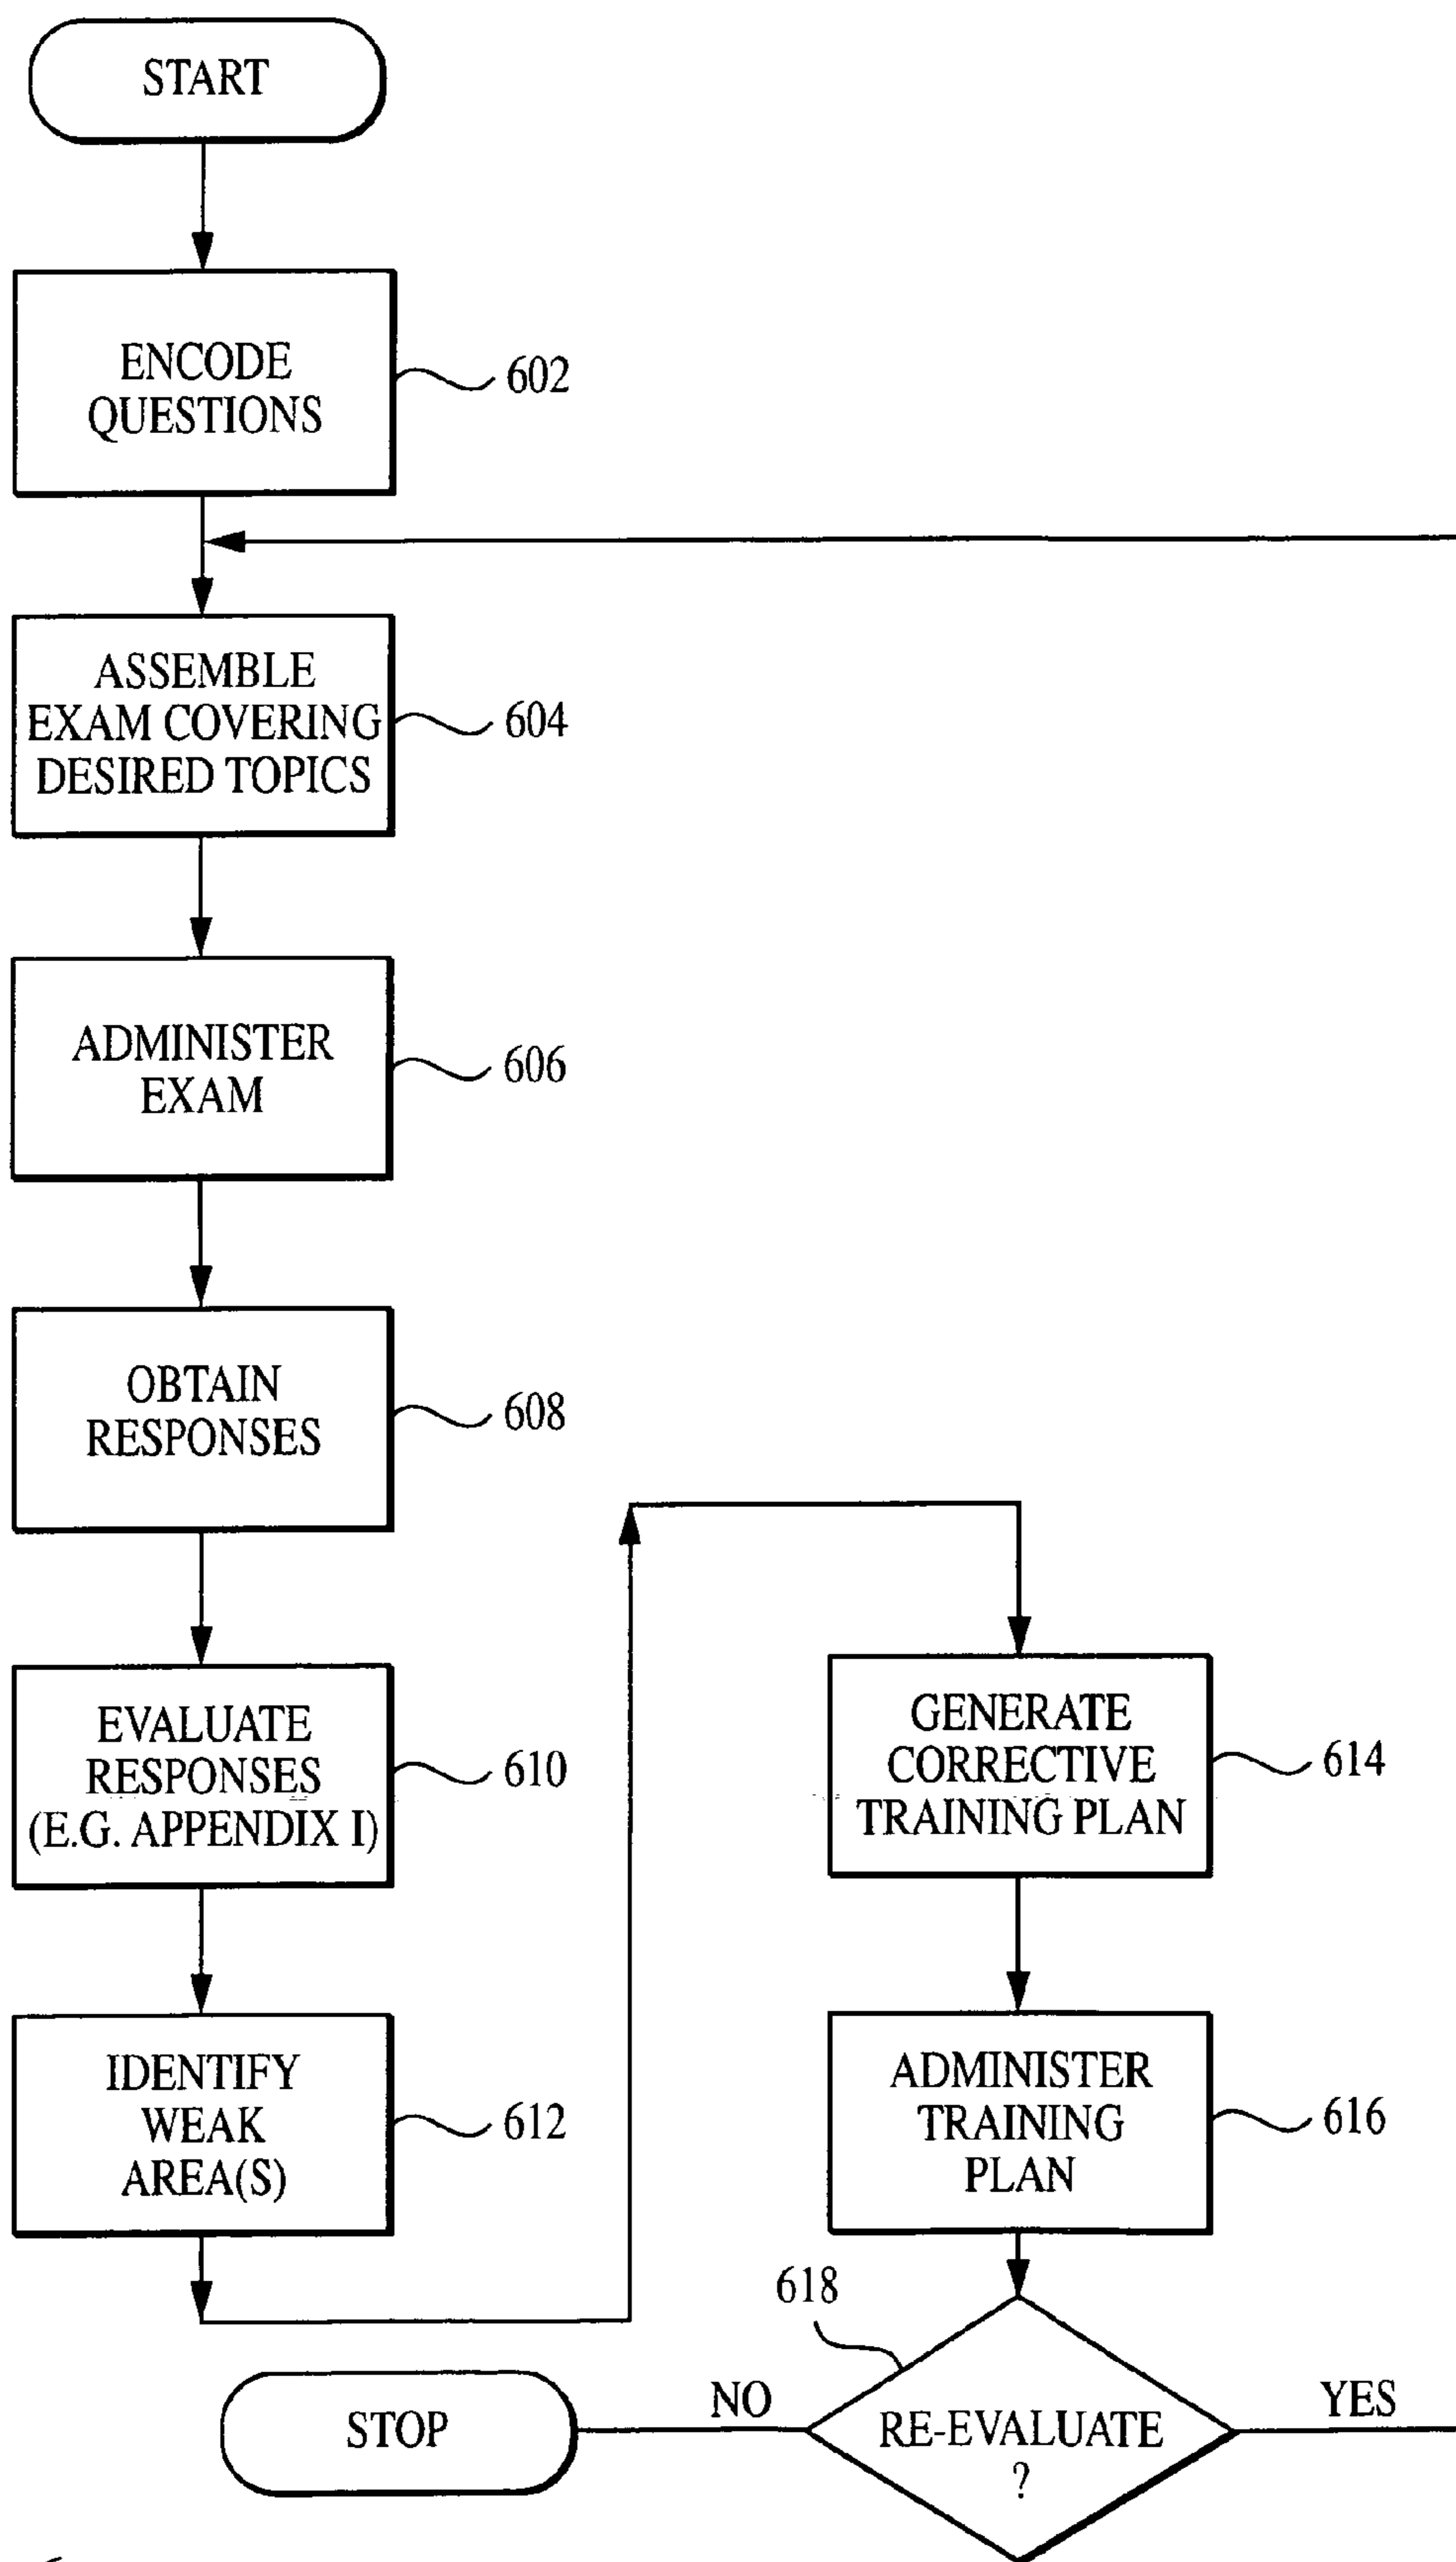 START
ENCODE
QUESTIONS
602
ASSEMBLE
EXAM COVERING
DESIRED TOPICS
604
ADMINISTER
EXAM
606
OBTAIN
RESPONSES
608
EVALUATE
RESPONSES
(E.G. APPENDIX I)
610
IDENTIFY
WEAK
AREA(S)
612
GENERATE
CORRECTIVE
TRAINING PLAN
614
ADMINISTER
TRAINING
PLAN
616
618
RE-EVALUATE
?
NO
YES
STOP